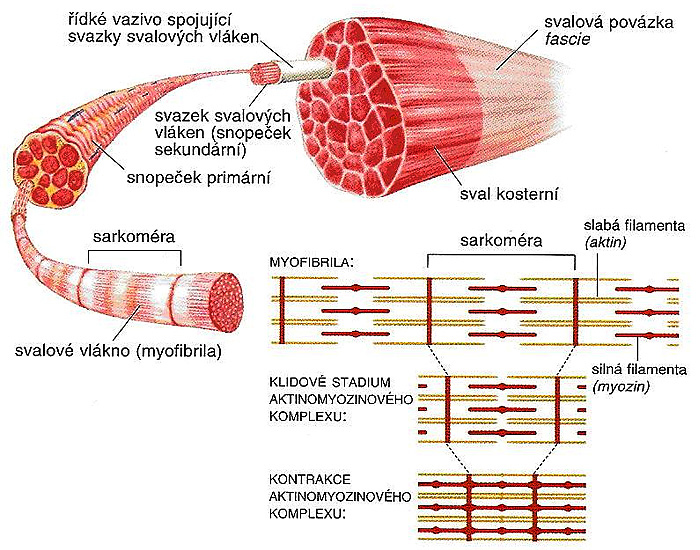 řídké vazivo spojující
svazky svalových vláken
svalová povázka
fascie
svazek svalových
vláken (snopeček
sekundární)
snopeček primární
sval kosterní
sarkoméra
svalové vlákno (myofibrila)
MYOFIBRILA:
sarkoméra
slabá filamenta
(aktin)
silná filamenta
(myozin)
KLIDOVÉ STADIUM
AKTINOMYOZINOVÉHO
KOMPLEXU:
KONTRAKCE
AKTINOMYOZINOVÉHO
KOMPLEXU: